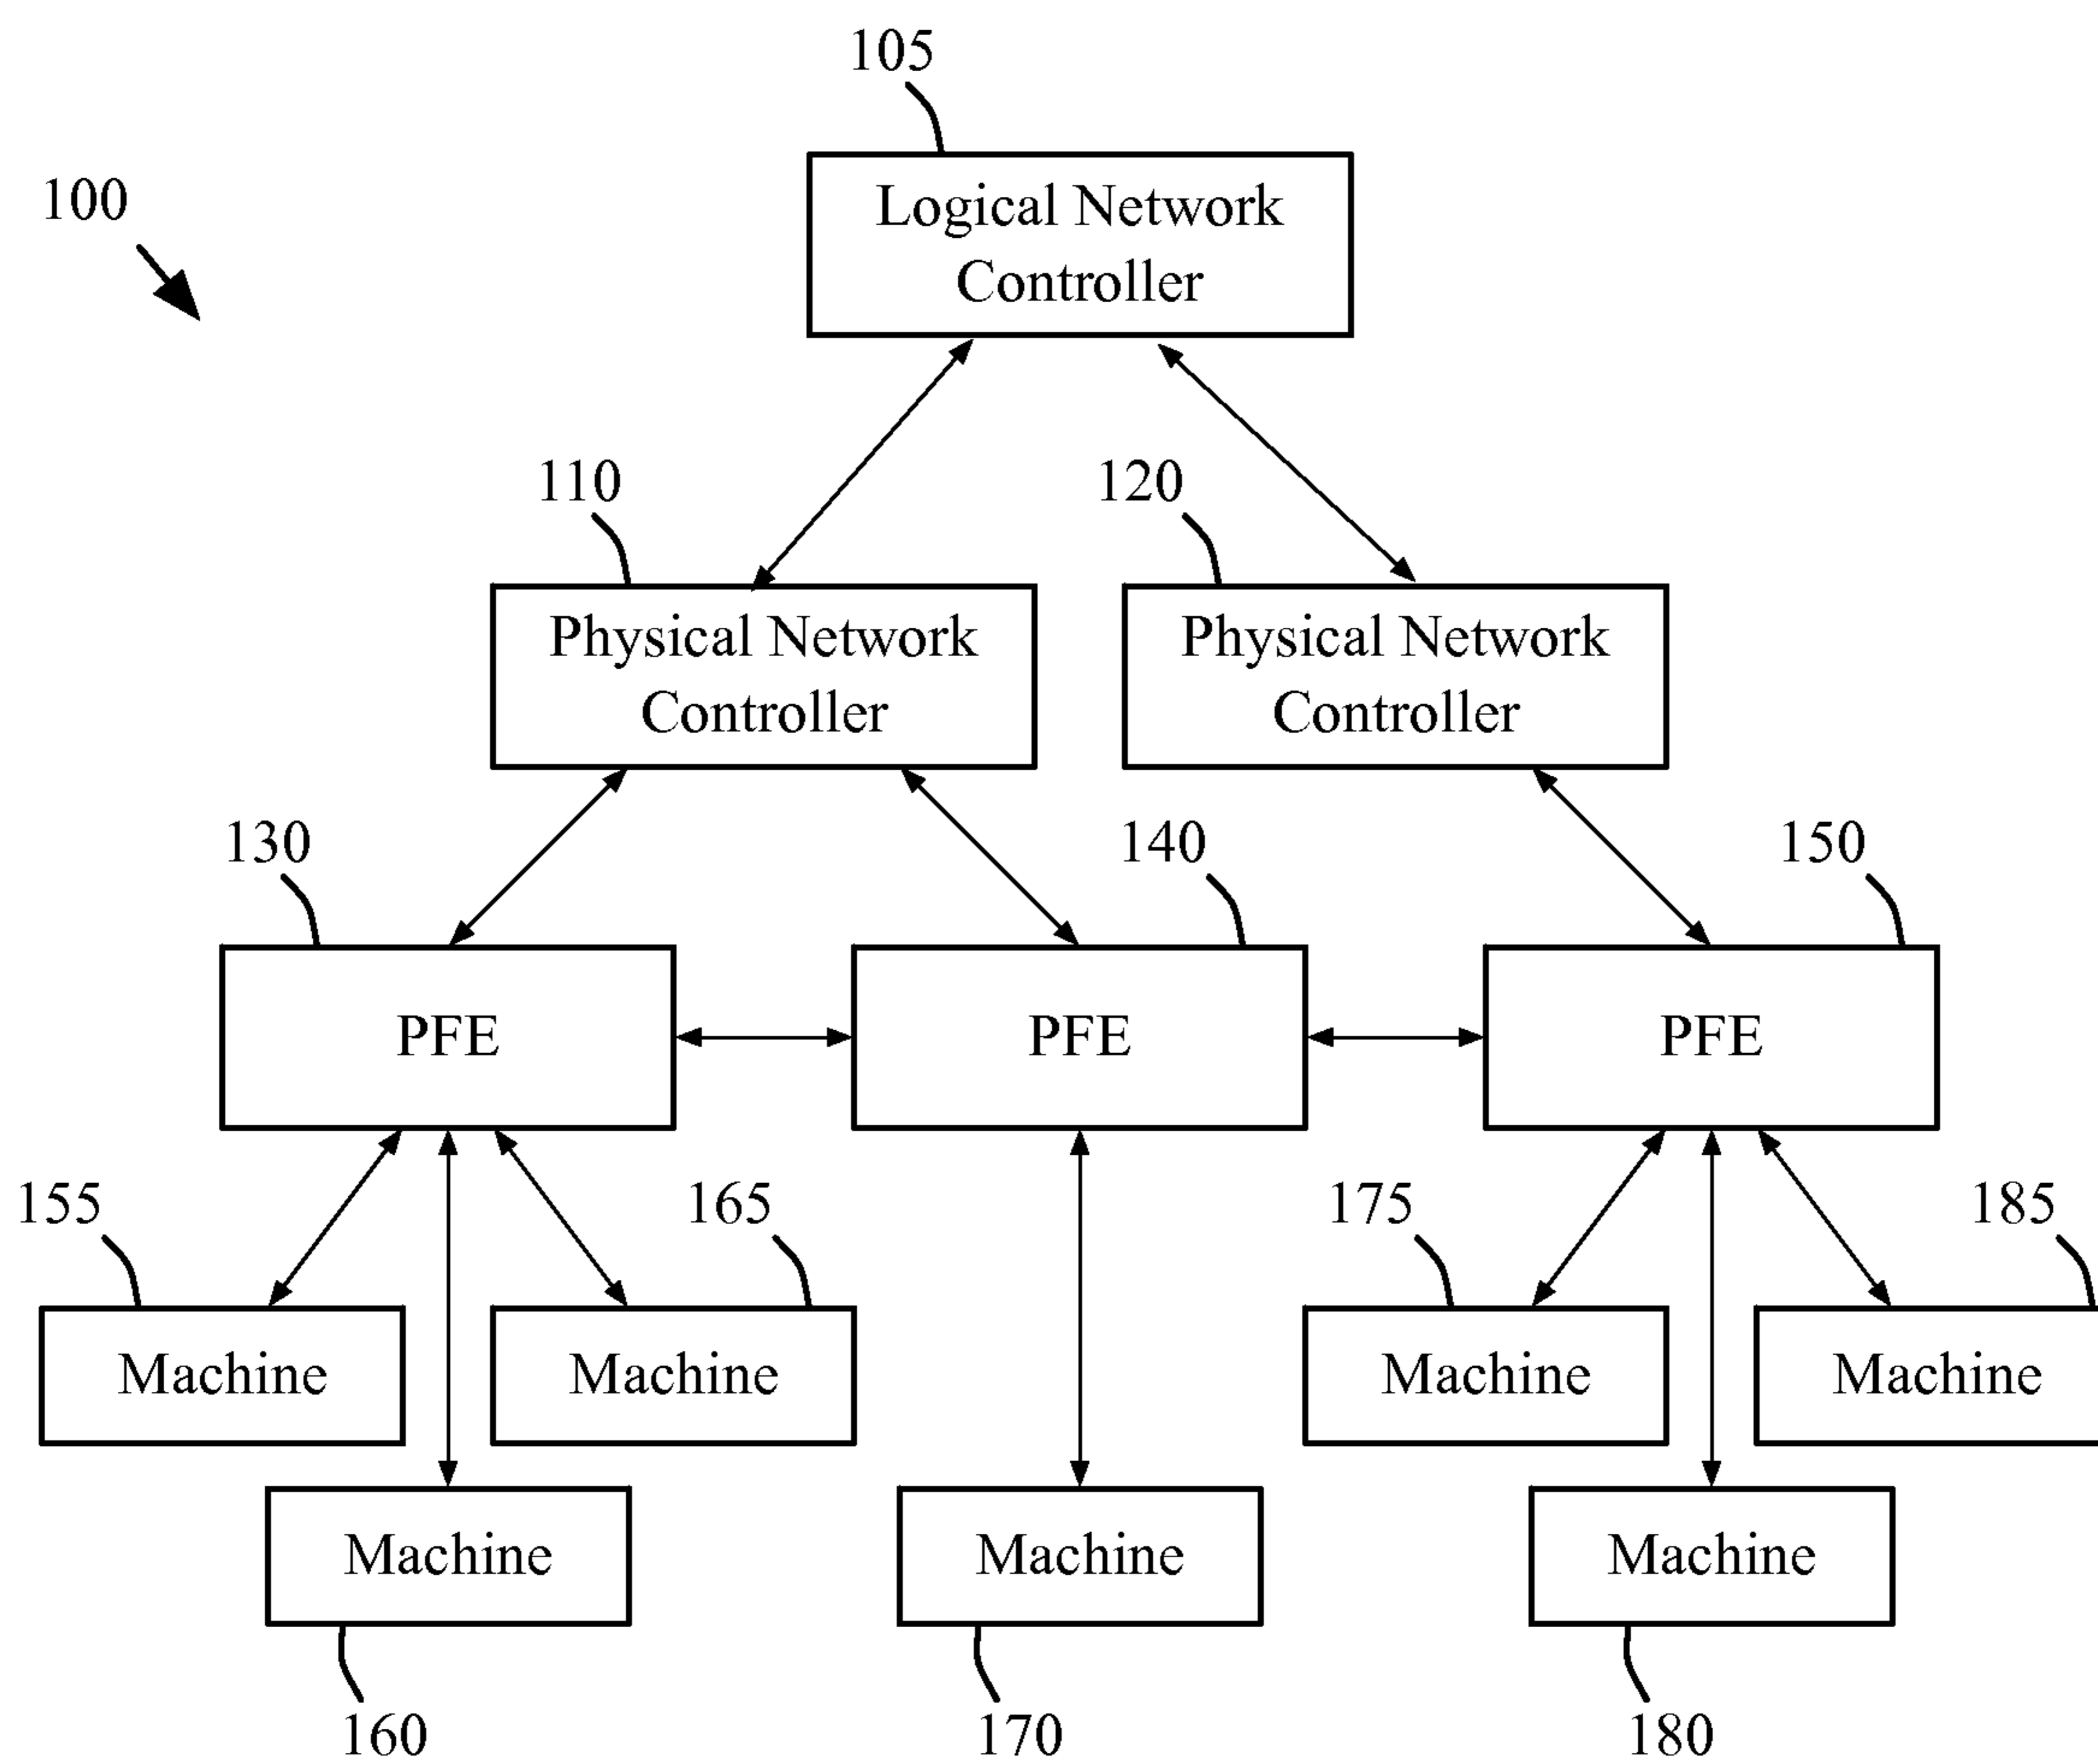 105
100
Logical Network
Controller
110
120
Physical Network
Controller
Physical Network
Controller
130
140
150
PFE
PFE
PFE
155
165
175
185
Machine
Machine
Machine
Machine
Machine
Machine
Machine
160
170
180